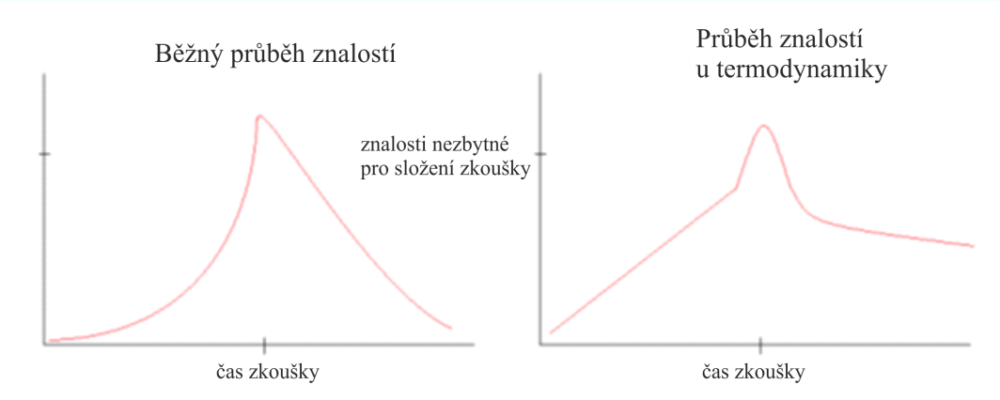 Běžný průběh znalostí
Průběh znalostí
u termodynamiky
znalosti nezbytné
pro složení zkoušky
čas zkoušky
čas zkoušky